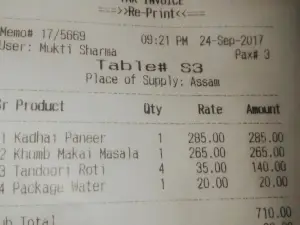 TAX INVOICE
==>>Re-Print<<==
Memo# 17/5669 09:21 PM 24-Sep-2017
User: Mukti Sharma Pax# 3
Table# S3
Place of Supply: Assam
Sr Product Qty Rate Amount
1 Kadhai Paneer 1 285.00 285.00
2 Khumb Makai Masala 1 265.00 265.00
3 Tandoori Roti 4 35.00 140.00
4 Package Water 1 20.00 20.00
Sub Total 710.00